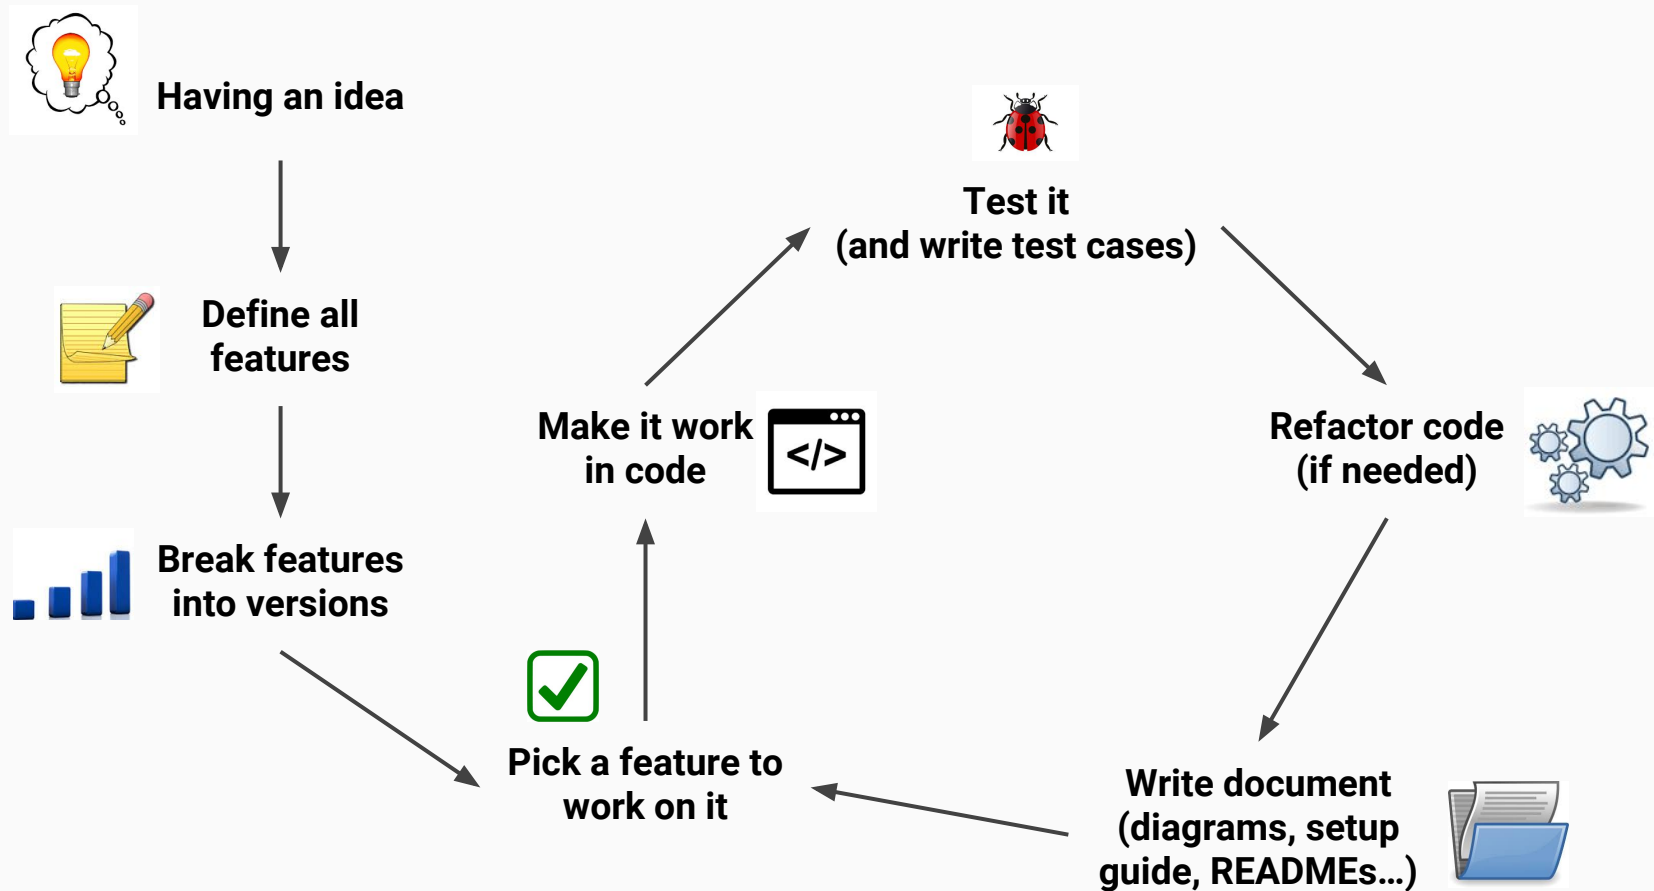 Having an idea
Define all
features
Break features
into versions
Pick a feature to
work on it
Make it work
in code
</>
Test it
(and write test cases)
Refactor code
(if needed)
Write document
(diagrams, setup
guide, READMEs...)